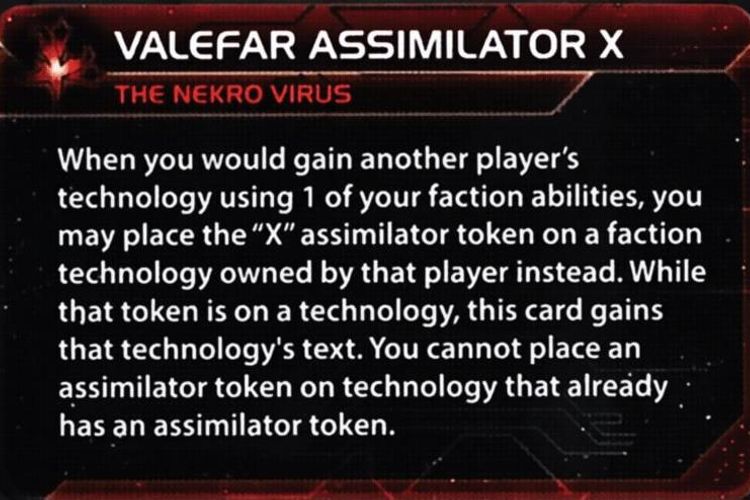 VALEFAR ASSIMILATOR X
THE NEKRO VIRUS
When you would gain another player’s
technology using 1 of your faction abilities, you
may place the “X” assimilator token on a faction
technology owned by that player instead. While
that token is on a technology, this card gains
that technology's text. You cannot place an
assimilator token on technology that already
has an assimilator token.